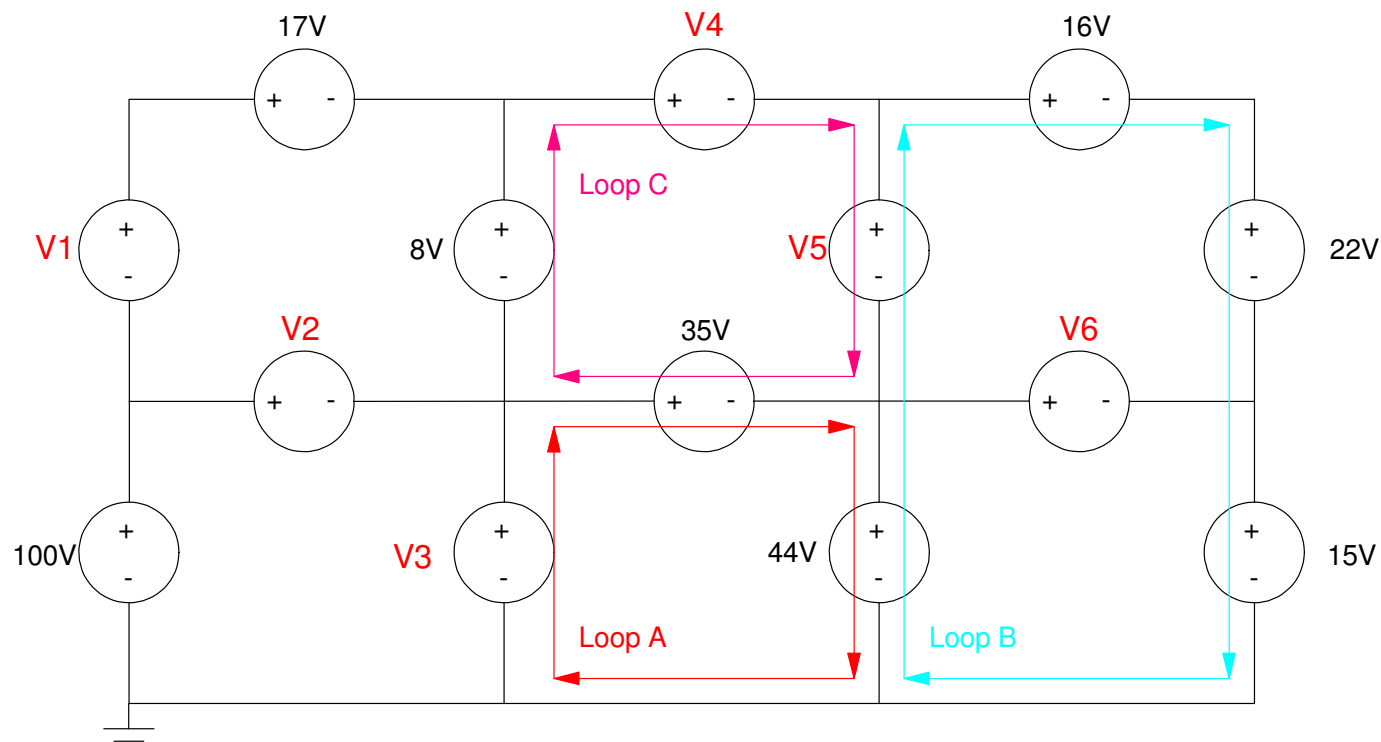 17V
V4
16V
+ -
+ -
+ -
Loop C
V1
+
-
8V
+
-
V5
+
-
+
-
22V
V2
35V
V6
+ -
+ -
+ -
100V
+
-
V3
+
-
44V
+
-
+
-
15V
Loop A
Loop B